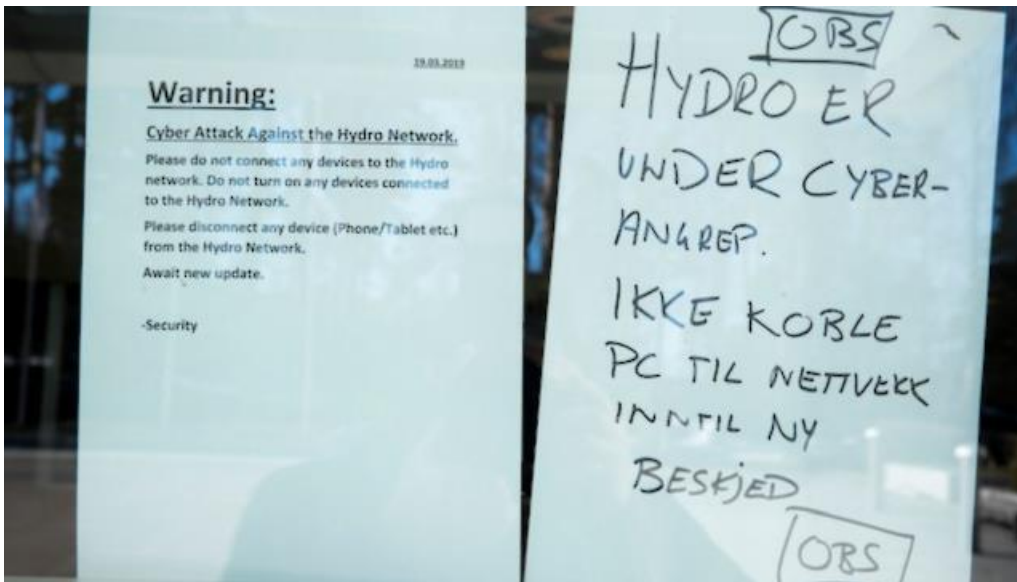 19.03.2019
Warning:
Cyber Attack Against the Hydro Network.
Please do not connect any devices to the Hydro
network. Do not turn on any devices connected
to the Hydro Network.
Please disconnect any device (Phone/Tablet etc.)
from the Hydro Network.
Await new update.
-Security
OBS
HYDRO ER
UNDER CYBER-
ANGREP.
IKKE KOBLE
PC TIL NETTVERK
INNTIL NY
BESKJED
OBS